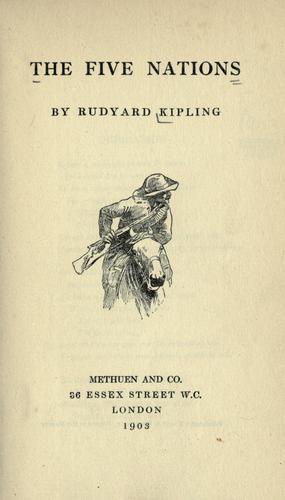 THE FIVE NATIONS
BY RUDYARD KIPLING
METHUEN AND CO.
36 ESSEX STREET W.C.
LONDON
1903